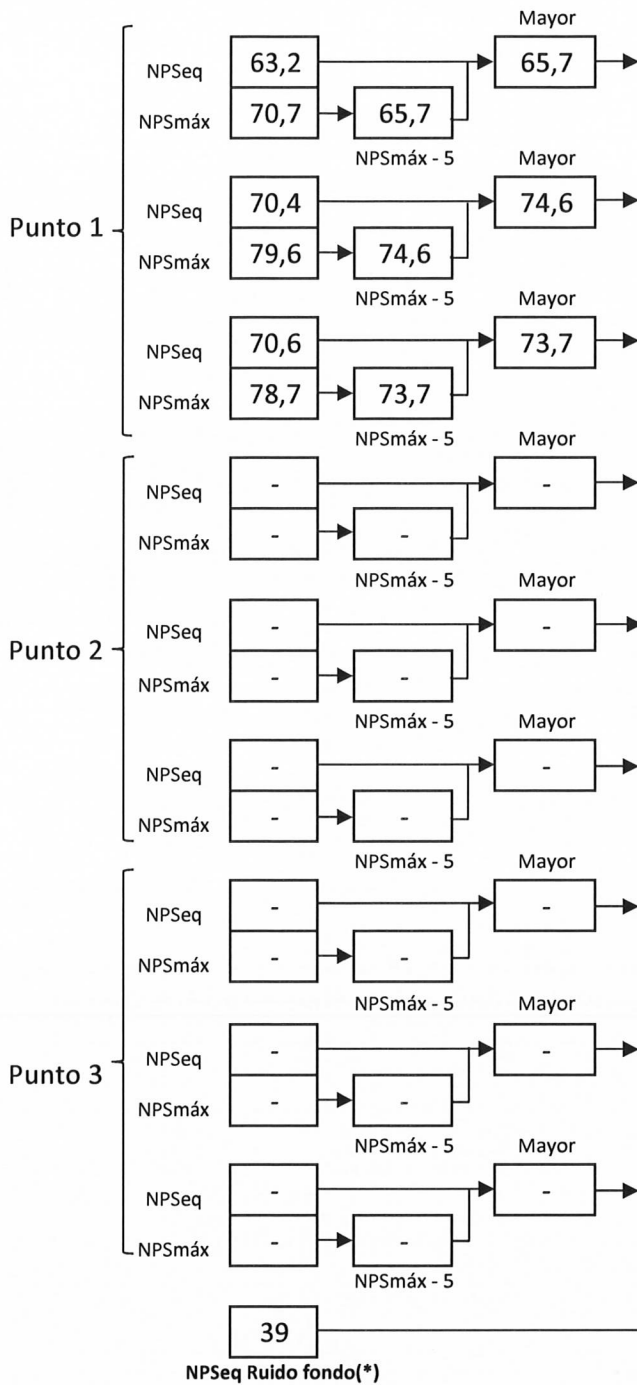 Mayor
NPSeq 63,2 65,7
NPSmáx 70,7 65,7
NPSmáx - 5
Mayor
Punto 1
NPSeq 70,4 74,6
NPSmáx 79,6 74,6
NPSmáx - 5
Mayor
NPSeq 70,6 73,7
NPSmáx 78,7 73,7
NPSmáx - 5
Mayor
NPSeq - -
NPSmáx - -
NPSmáx - 5
Mayor
Punto 2
NPSeq - -
NPSmáx - -
NPSmáx - 5
Mayor
NPSeq - -
NPSmáx - -
NPSmáx - 5
Mayor
NPSeq - -
NPSmáx - -
NPSmáx - 5
Mayor
Punto 3
NPSeq - -
NPSmáx - -
NPSmáx - 5
Mayor
NPSeq - -
NPSmáx - -
NPSmáx - 5
39
NPSeq Ruido fondo(*)